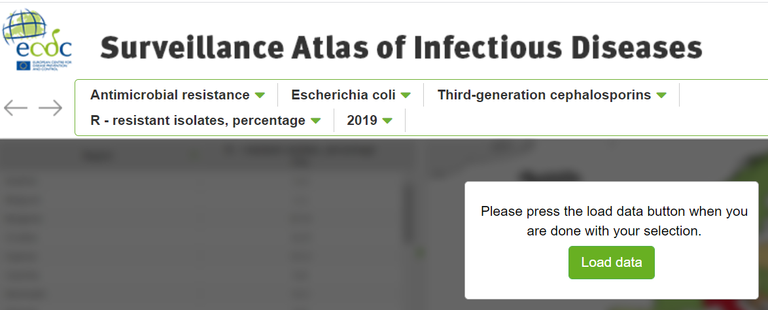 ecdc
EUROPEAN CENTRE FOR
DISEASE PREVENTION
AND CONTROL
Surveillance Atlas of Infectious Diseases
Antimicrobial resistance
Escherichia coli
Third-generation cephalosporins
R - resistant isolates, percentage
2019
Please press the load data button when you
are done with your selection.
Load data